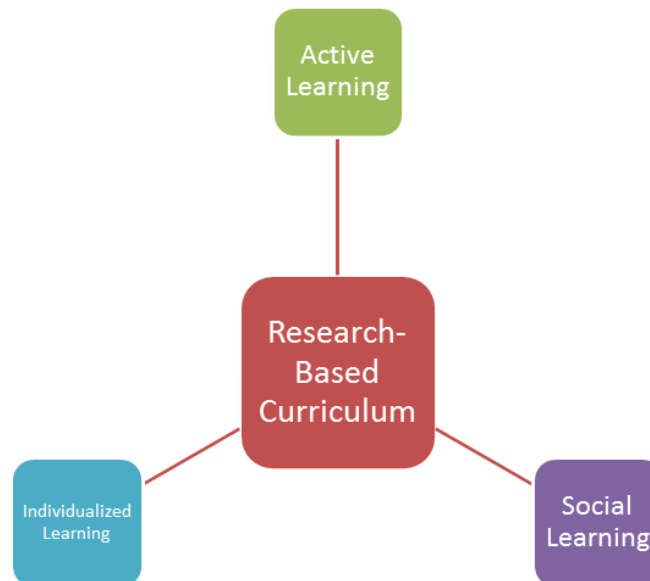 Active
Learning
Research-
Based
Curriculum
Individualized
Learning
Social
Learning